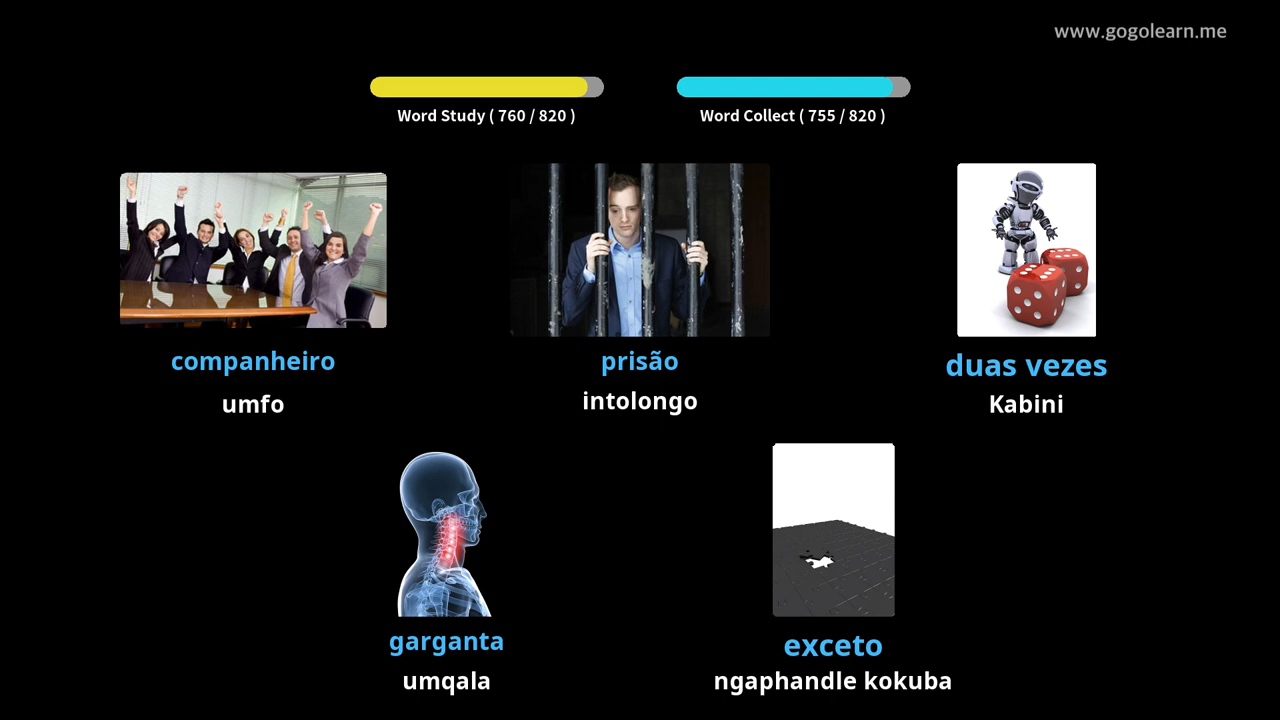 www.gogolearn.me
Word Study ( 760 / 820 )
Word Collect ( 755 / 820 )
companheiro
umfo
prisão
intolongo
duas vezes
Kabini
garganta
umqala
exceto
ngaphandle kokuba